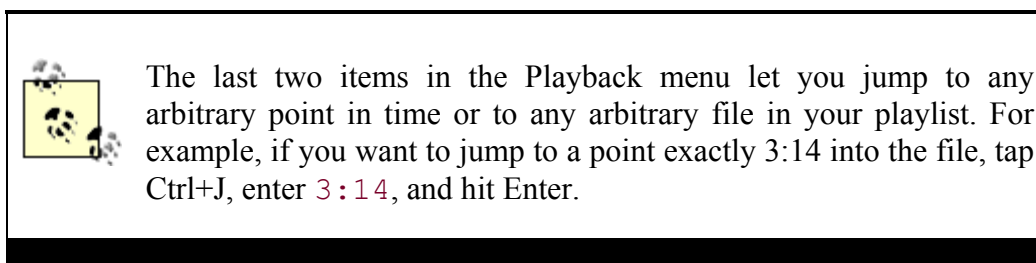 The last two items in the Playback menu let you jump to any
arbitrary point in time or to any arbitrary file in your playlist. For
example, if you want to jump to a point exactly 3:14 into the file, tap
Ctrl+J, enter 3:14, and hit Enter.